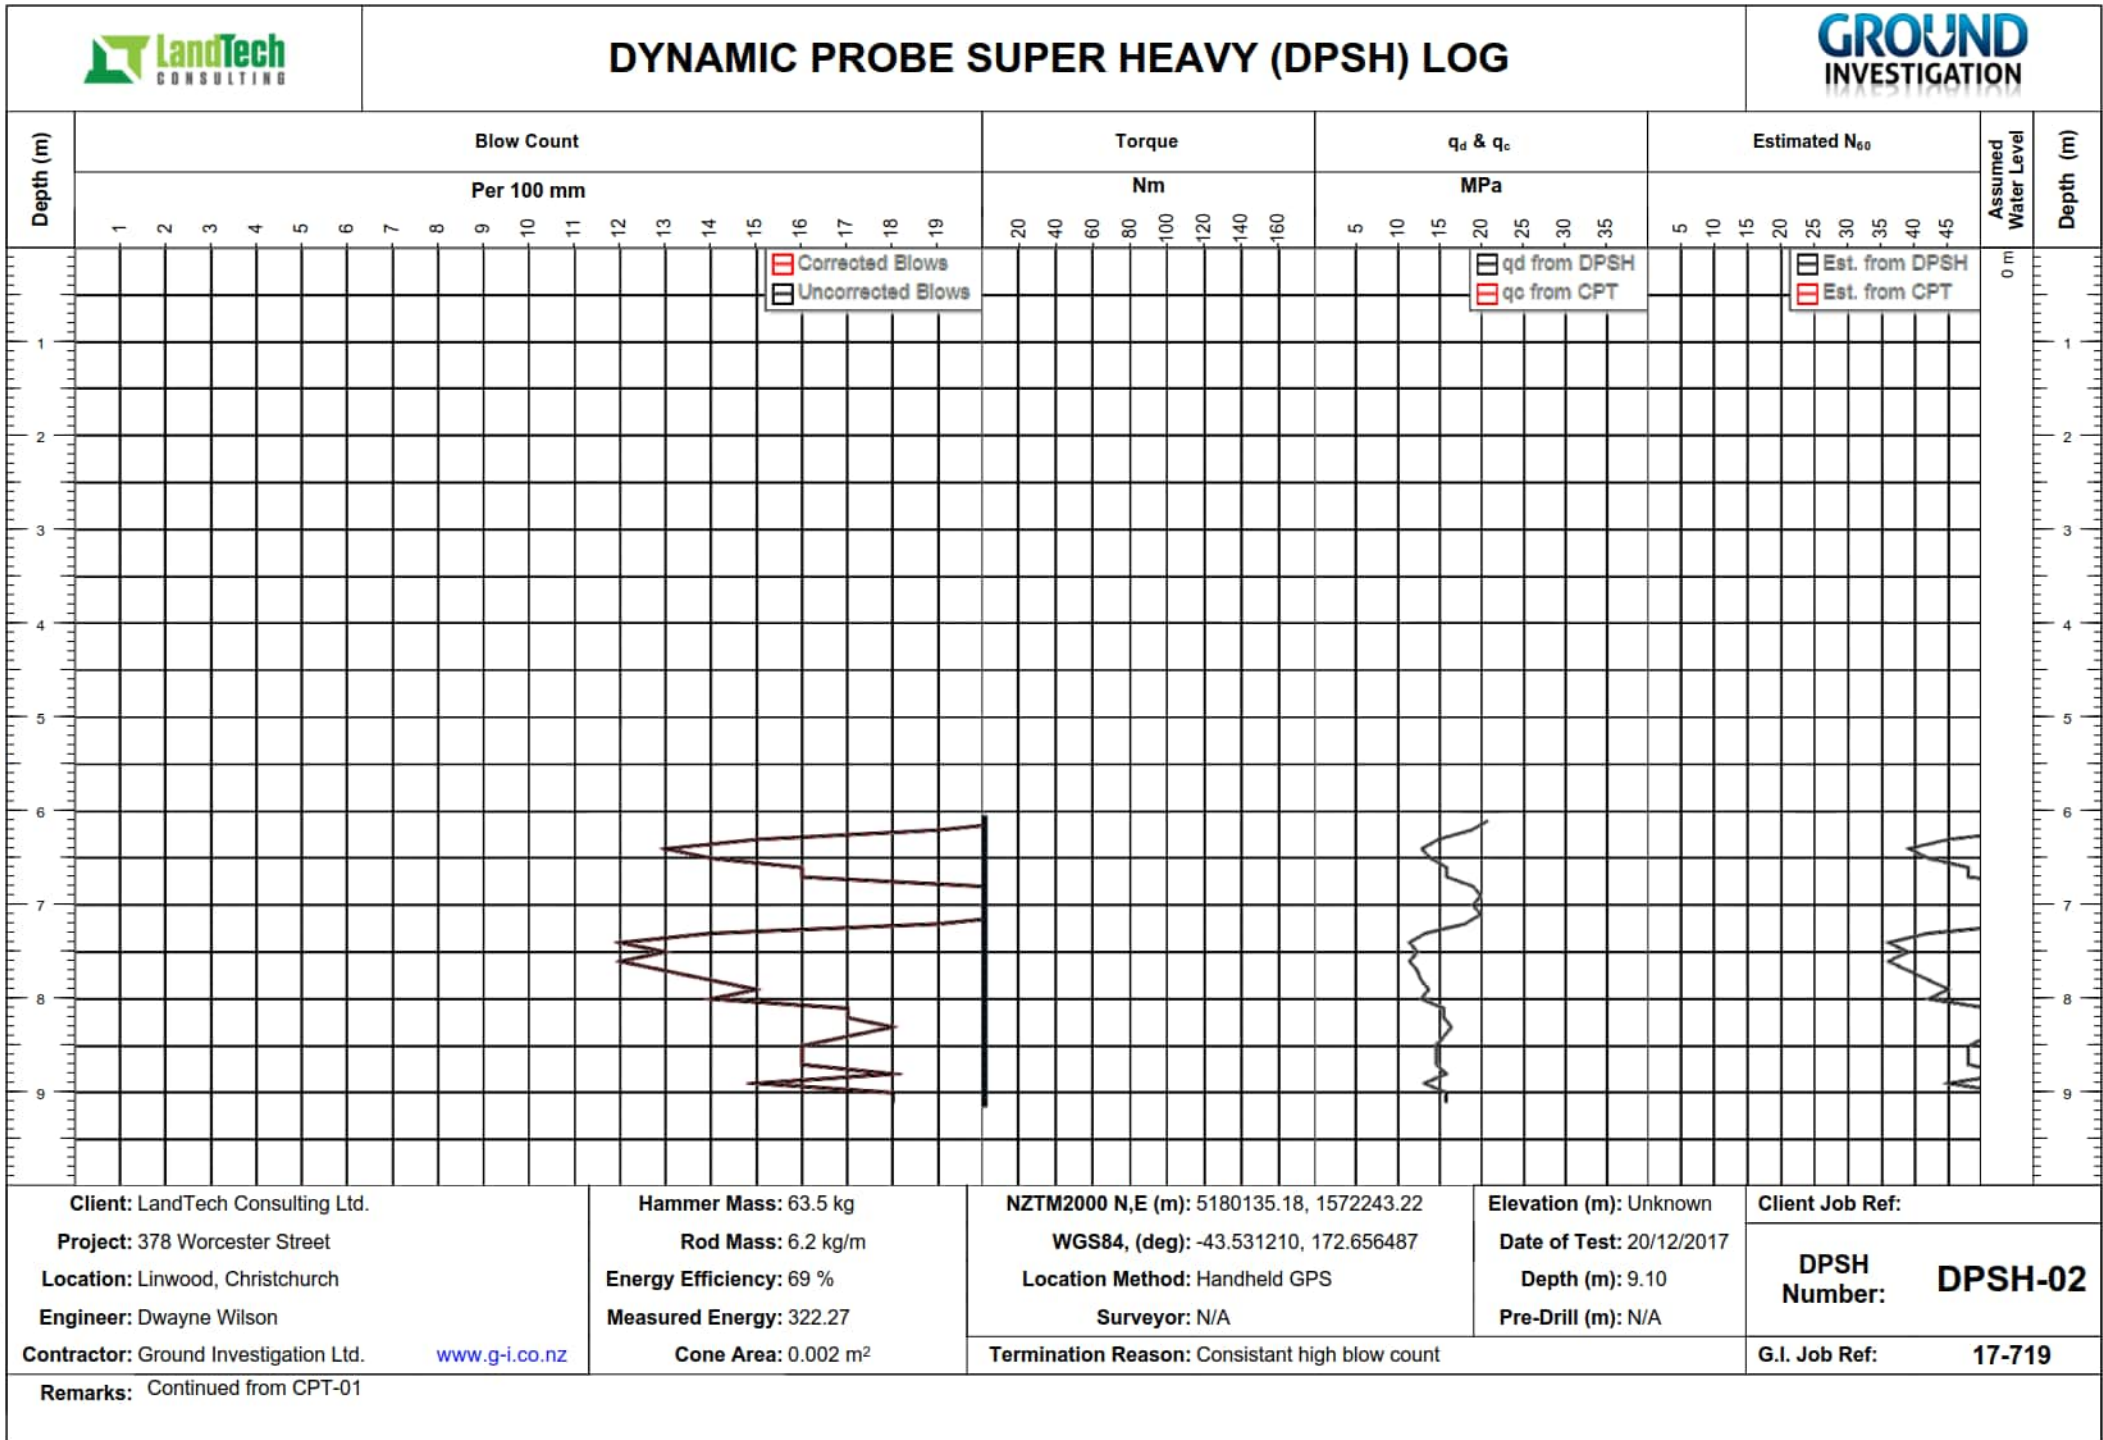 LandTech
CONSULTING
DYNAMIC PROBE SUPER HEAVY (DPSH) LOG
GROUND
INVESTIGATION
Depth (m)
Blow Count
Torque
qd & qc
Estimated N60
Assumed
Water Level
Depth (m)
Per 100 mm
Nm
MPa
1 2 3 4 5 6 7 8 9 10 11 12 13 14 15 16 17 18 19
20 40 60 80 100 120 140 160
5 10 15 20 25 30 35
5 10 15 20 25 30 35 40 45
Corrected Blows
Uncorrected Blows
qd from DPSH
qc from CPT
Est. from DPSH
Est. from CPT
0 m
1 1
2 2
3 3
4 4
5 5
6 6
7 7
8 8
9 9
Client: LandTech Consulting Ltd.
Project: 378 Worcester Street
Location: Linwood, Christchurch
Engineer: Dwayne Wilson
Contractor: Ground Investigation Ltd. www.g-i.co.nz
Hammer Mass: 63.5 kg
Rod Mass: 6.2 kg/m
Energy Efficiency: 69 %
Measured Energy: 322.27
Cone Area: 0.002 m²
NZTM2000 N,E (m): 5180135.18, 1572243.22
WGS84, (deg): -43.531210, 172.656487
Location Method: Handheld GPS
Surveyor: N/A
Termination Reason: Consistant high blow count
Elevation (m): Unknown
Date of Test: 20/12/2017
Depth (m): 9.10
Pre-Drill (m): N/A
Client Job Ref:
DPSH
Number:
DPSH-02
G.I. Job Ref: 17-719
Remarks: Continued from CPT-01